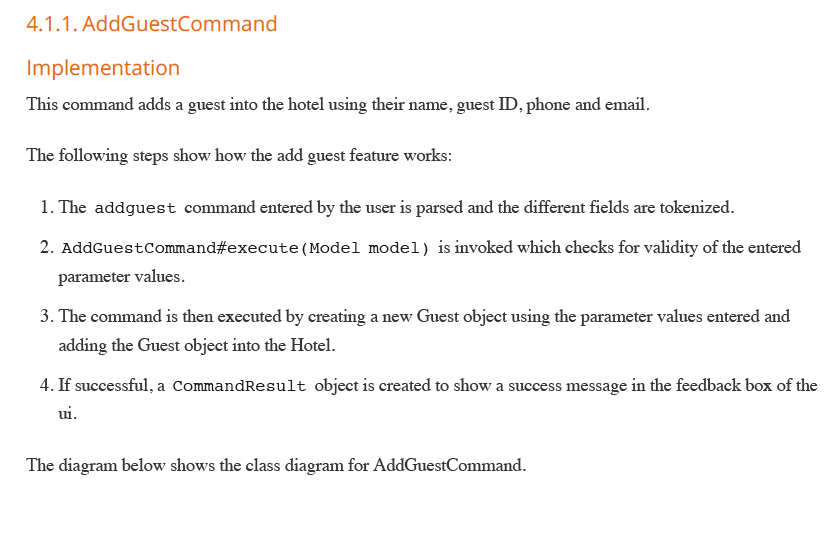 4.1.1. AddGuestCommand
Implementation
This command adds a guest into the hotel using their name, guest ID, phone and email.
The following steps show how the add guest feature works:
1. The addguest command entered by the user is parsed and the different fields are tokenized.
2. AddGuestCommand#execute(Model model) is invoked which checks for validity of the entered
parameter values.
3. The command is then executed by creating a new Guest object using the parameter values entered and
adding the Guest object into the Hotel.
4. If successful, a CommandResult object is created to show a success message in the feedback box of the
ui.
The diagram below shows the class diagram for AddGuestCommand.